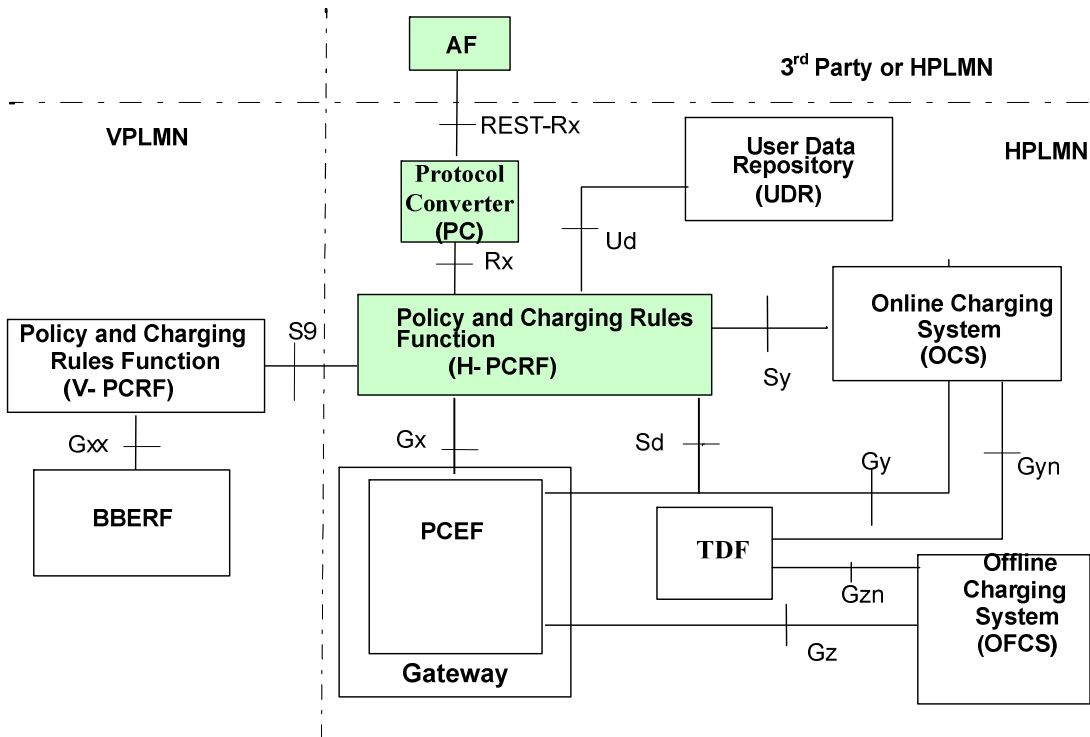 AF
3rd Party or HPLMN
VPLMN
REST-Rx
HPLMN
User Data
Repository
(UDR)
Protocol
Converter
(PC)
Ud
Rx
Policy and Charging
Rules Function
(V- PCRF)
S9
Policy and Charging Rules
Function
(H- PCRF)
Sy
Online Charging
System
(OCS)
Gxx
Gx
Sd
Gy
Gyn
BBERF
PCEF
TDF
Gzn
Offline
Charging
System
(OFCS)
Gz
Gateway